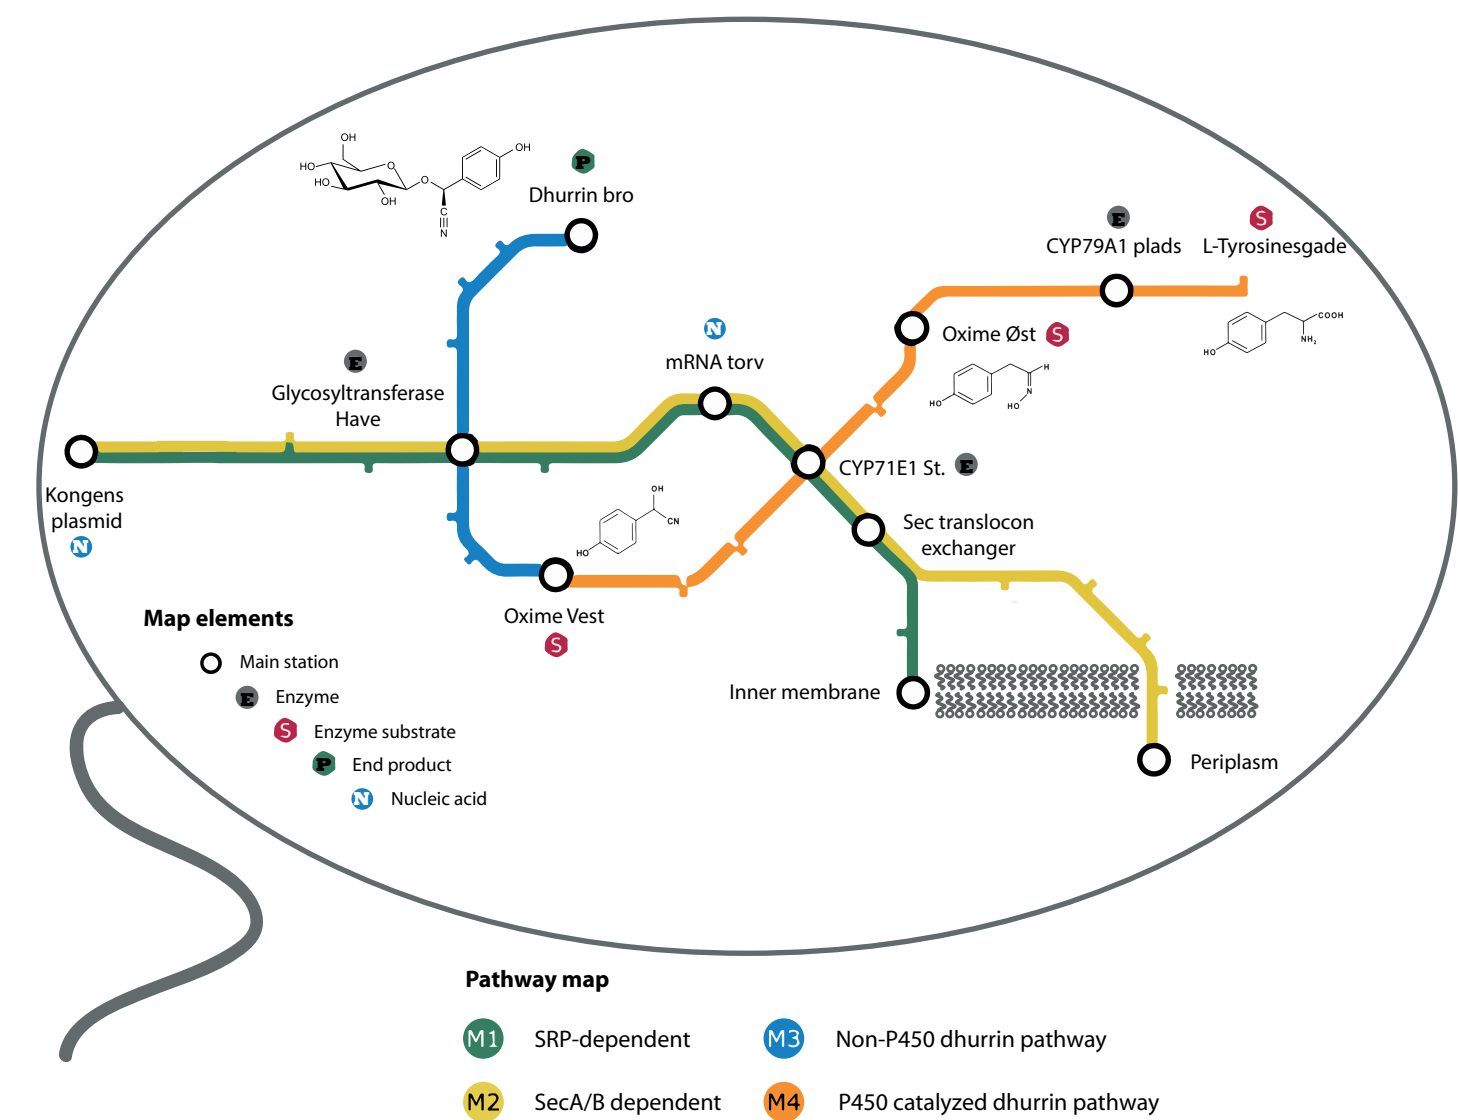 OH
HO
O
HO
OH
O
OH
C
N
P
Dhurrin bro
E
CYP79A1 plads
S
L-Tyrosinesgade
COOH
NH2
HO
Oxime Øst
S
H
N
HO
HO
N
mRNA torv
E
Glycosyltransferase
Have
CYP71E1 St.
E
Kongens
plasmid
N
OH
CN
HO
Sec translocon
exchanger
Oxime Vest
S
Inner membrane
Periplasm
Map elements
Main station
E Enzyme
S Enzyme substrate
P End product
N Nucleic acid
Pathway map
M1 SRP-dependent
M3 Non-P450 dhurrin pathway
M2 SecA/B dependent
M4 P450 catalyzed dhurrin pathway